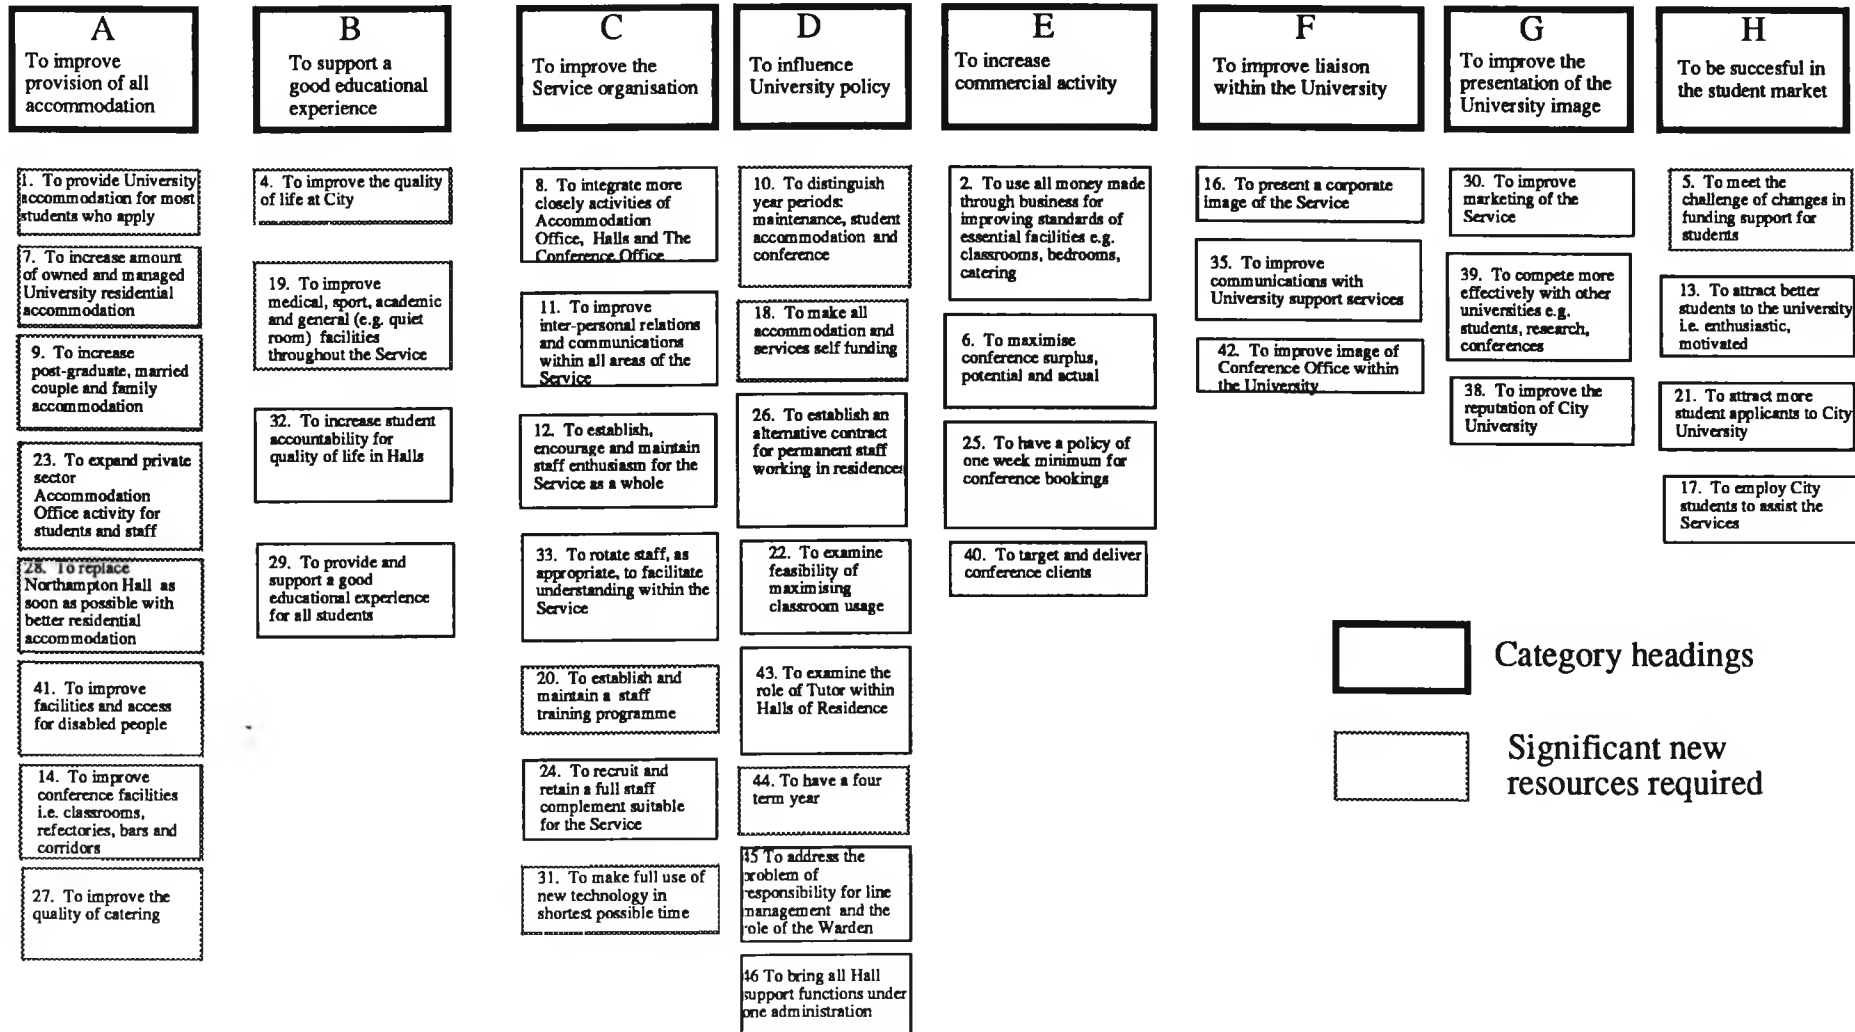 A
To improve
provision of all
accommodation
B
To support a
good educational
experience
C
To improve the
Service organisation
D
To influence
University policy
E
To increase
commercial activity
F
To improve liaison
within the University
G
To improve the
presentation of the
University image
H
To be succesful in
the student market
1. To provide University
accommodation for most
students who apply
7. To increase amount
of owned and managed
University residential
accommodation
9. To increase
post-graduate, married
couple and family
accommodation
23. To expand private
sector
Accommodation
Office activity for
students and staff
28. To replace
Northampton Hall as
soon as possible with
better residential
accommodation
41. To improve
facilities and access
for disabled people
14. To improve
conference facilities
i.e. classrooms,
refectories, bars and
corridors
27. To improve the
quality of catering
4. To improve the quality
of life at City
19. To improve
medical, sport, academic
and general (e.g. quiet
room) facilities
throughout the Service
32. To increase student
accountability for
quality of life in Halls
29. To provide and
support a good
educational experience
for all students
8. To integrate more
closely activities of
Accommodation
Office, Halls and The
Conference Office
11. To improve
inter-personal relations
and communications
within all areas of the
Service
12. To establish,
encourage and maintain
staff enthusiasm for the
Service as a whole
33. To rotate staff, as
appropriate, to facilitate
understanding within the
Service
20. To establish and
maintain a staff
training programme
24. To recruit and
retain a full staff
complement suitable
for the Service
31. To make full use of
new technology in
shortest possible time
10. To distinguish
year periods:
maintenance, student
accommodation and
conference
18. To make all
accommodation and
services self funding
26. To establish an
alternative contract
for permanent staff
working in residences
22. To examine
feasibility of
maximising
classroom usage
43. To examine the
role of Tutor within
Halls of Residence
44. To have a four
term year
45 To address the
problem of
responsibility for line
management and the
role of the Warden
46 To bring all Hall
support functions under
one administration
2. To use all money made
through business for
improving standards of
essential facilities e.g.
classrooms, bedrooms,
catering
6. To maximise
conference surplus,
potential and actual
25. To have a policy of
one week minimum for
conference bookings
40. To target and deliver
conference clients
16. To present a corporate
image of the Service
35. To improve
communications with
University support services
42. To improve image of
Conference Office within
the University
30. To improve
marketing of the
Service
39. To compete more
effectively with other
universities e.g.
students, research,
conferences
38. To improve the
reputation of City
University
5. To meet the
challenge of changes in
funding support for
students
13. To attract better
students to the university
i.e. enthusiastic,
motivated
21. To attract more
student applicants to City
University
17. To employ City
students to assist the
Services
Category headings
Significant new
resources required